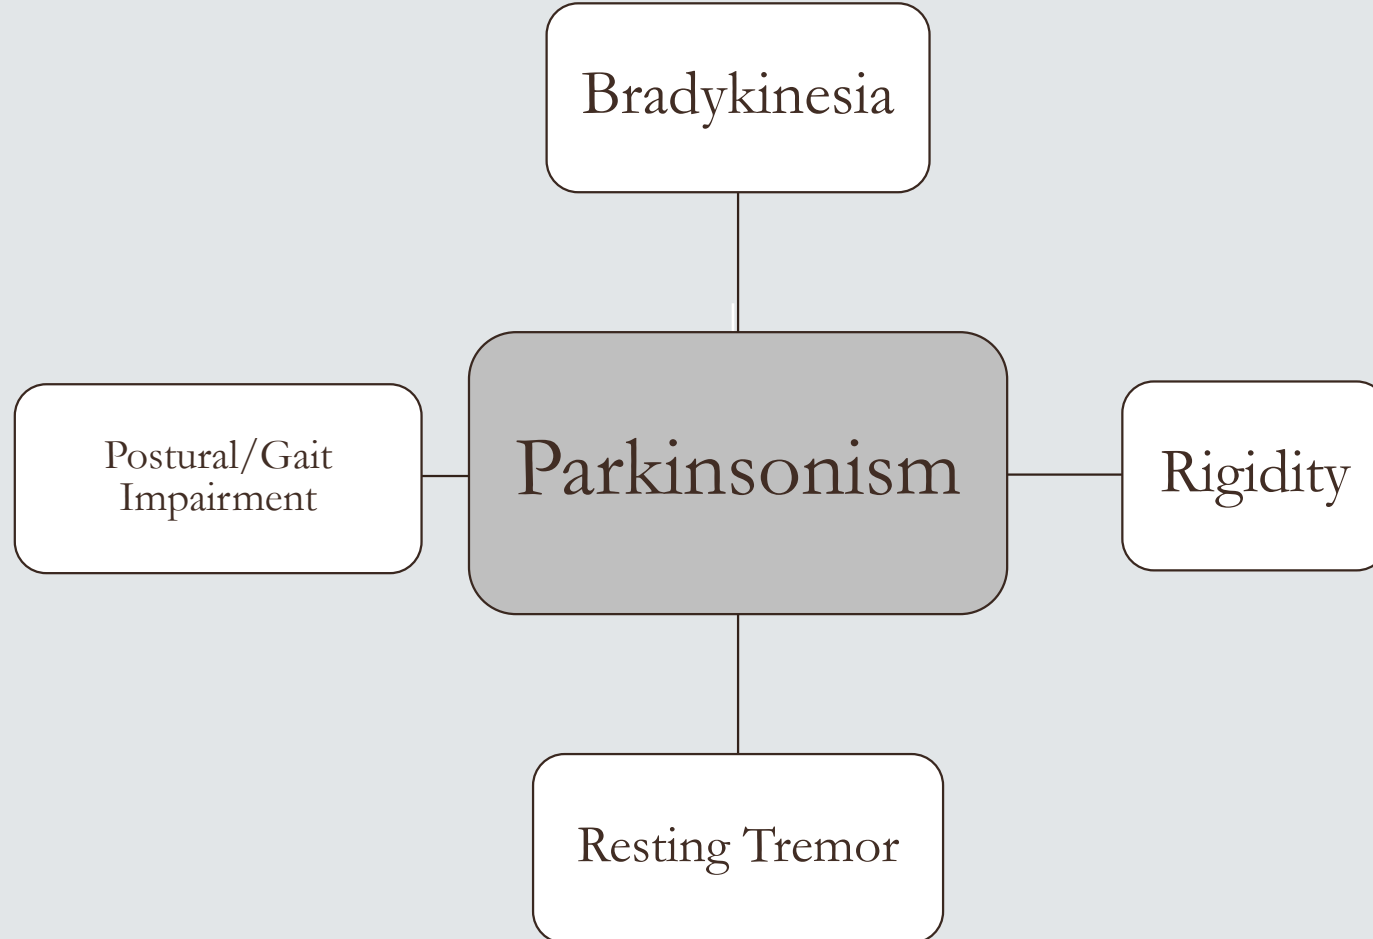 Bradykinesia
Postural/Gait
Impairment
Parkinsonism
Rigidity
Resting Tremor